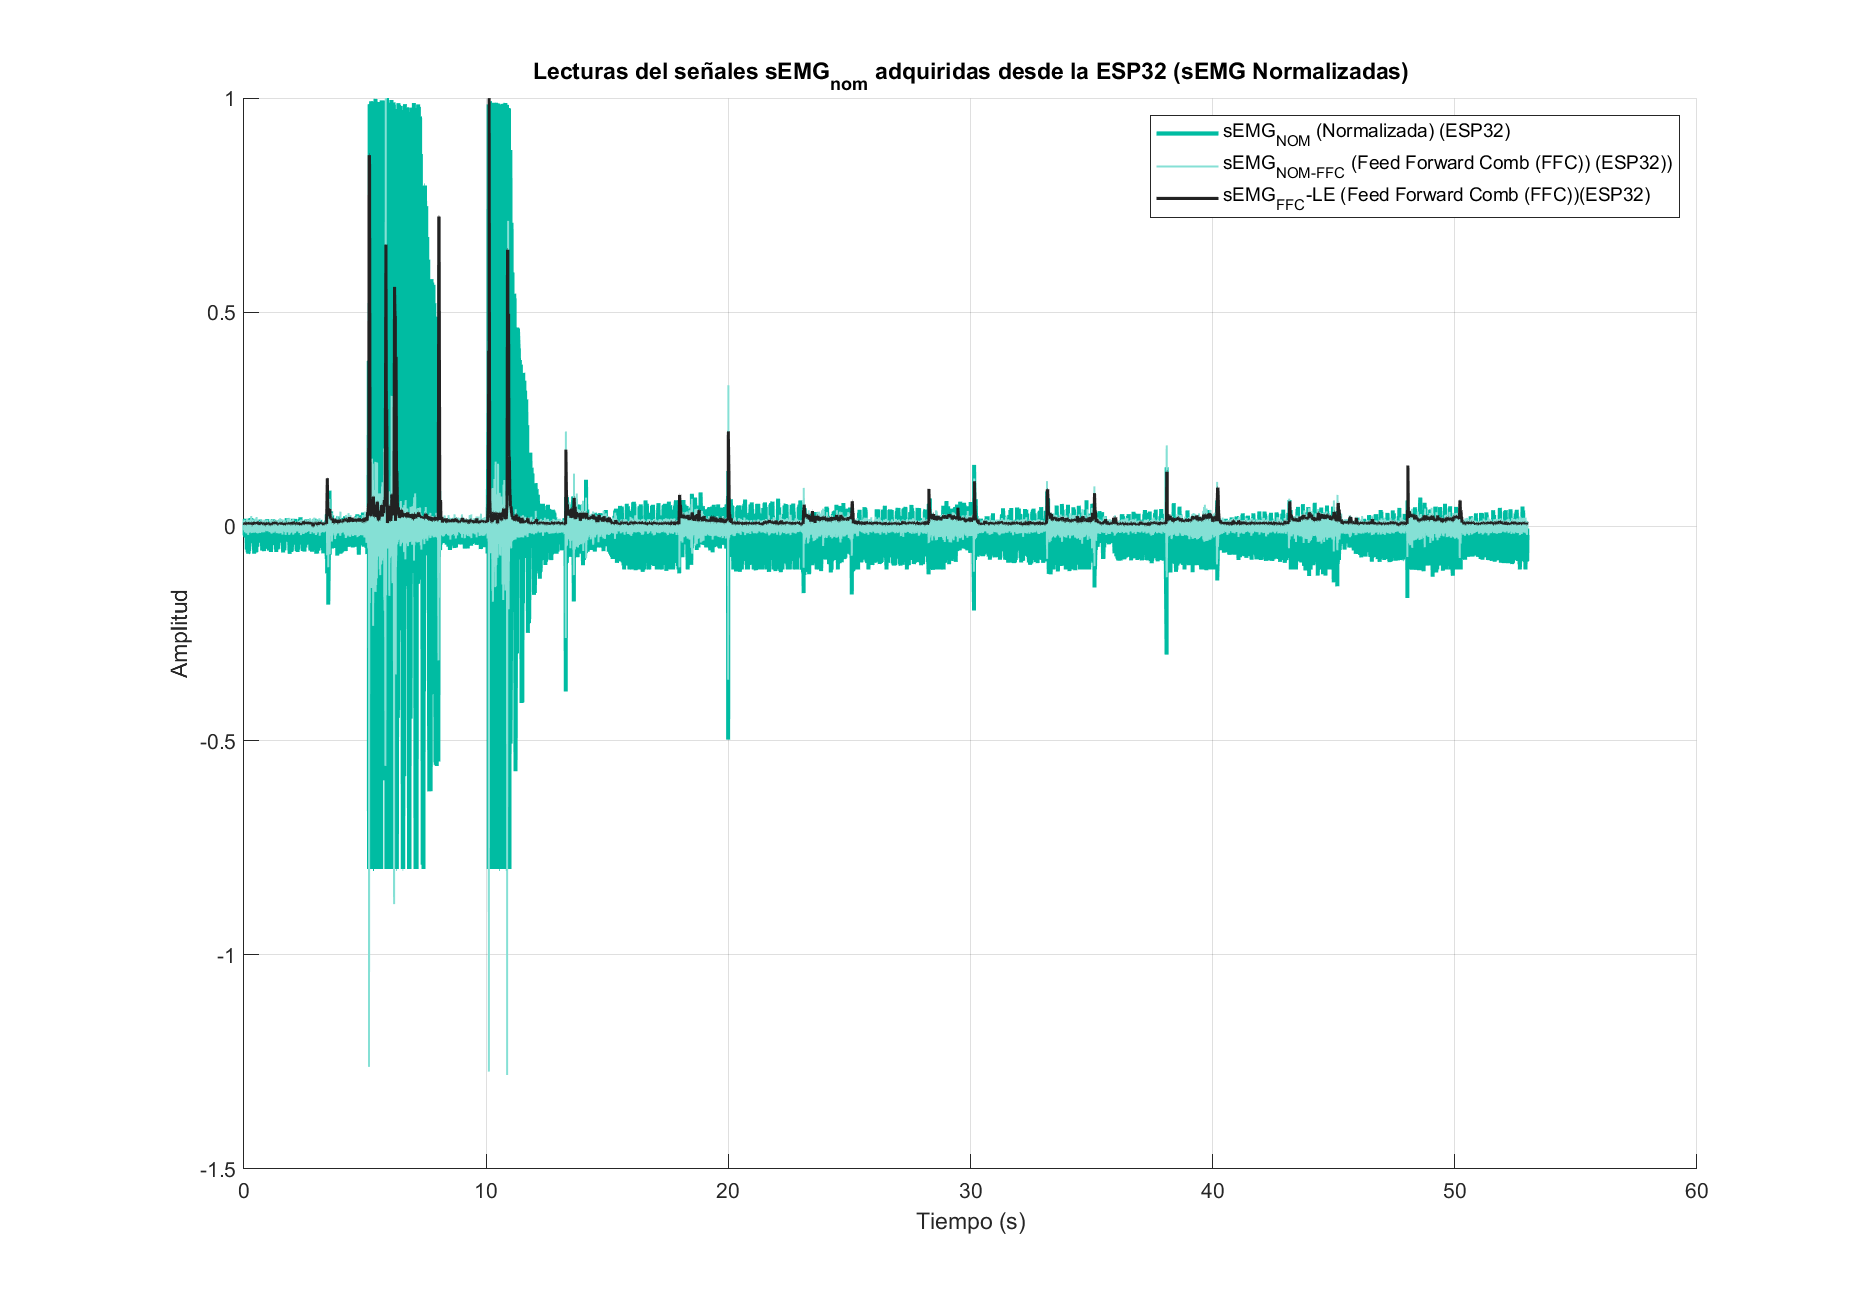 Lecturas del señales sEMGnom adquiridas desde la ESP32 (sEMG Normalizadas)
sEMGNOM (Normalizada) (ESP32)
sEMGNOM-FFC (Feed Forward Comb (FFC)) (ESP32))
sEMGFFC-LE (Feed Forward Comb (FFC))(ESP32)
1
0.5
0
-0.5
-1
-1.5
Amplitud
0 10 20 30 40 50 60
Tiempo (s)